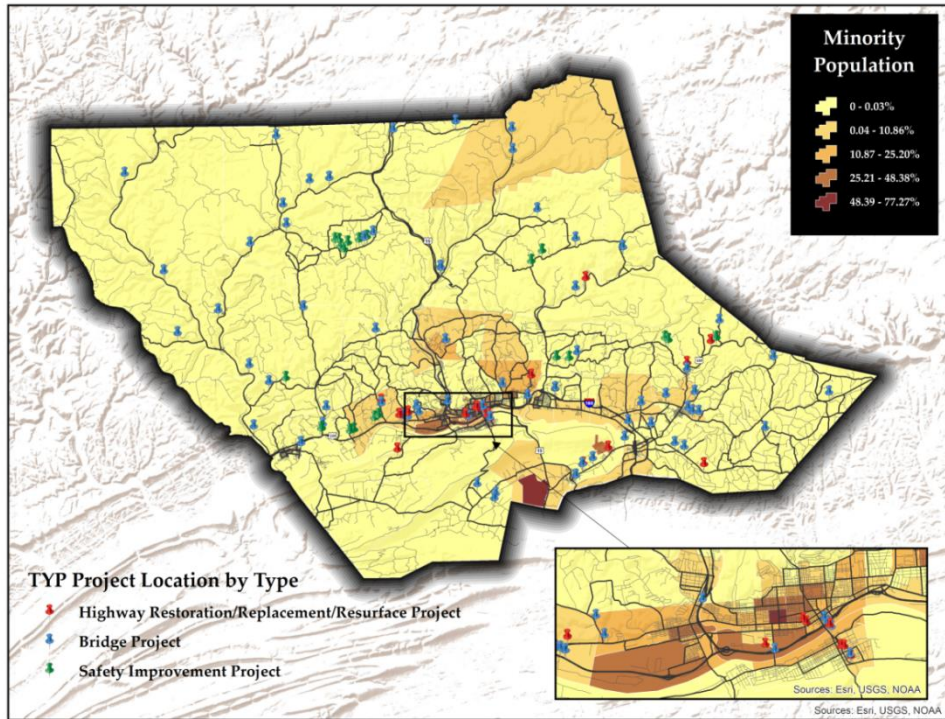 Minority
Population
0 - 0.03%
0.04 - 10.86%
10.87 - 25.20%
25.21 - 48.38%
48.39 - 77.27%
TYP Project Location by Type
Highway Restoration/Replacement/Resurface Project
Bridge Project
Safety Improvement Project
Sources: Esri, USGS, NOAA
Sources: Esri, USGS, NOAA